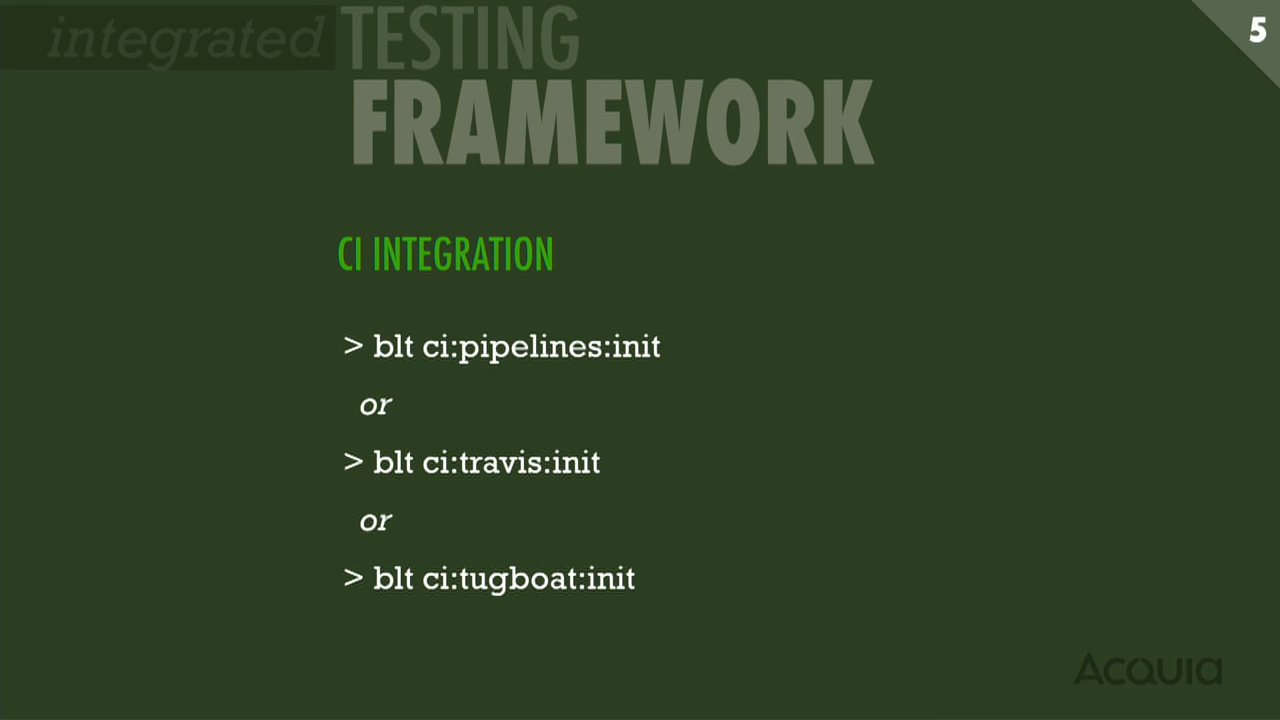 integrated TESTING
5
FRAMEWORK
CI INTEGRATION
> blt ci:pipelines:init
or
> blt ci:travis:init
or
> blt ci:tugboat:init
Acquia